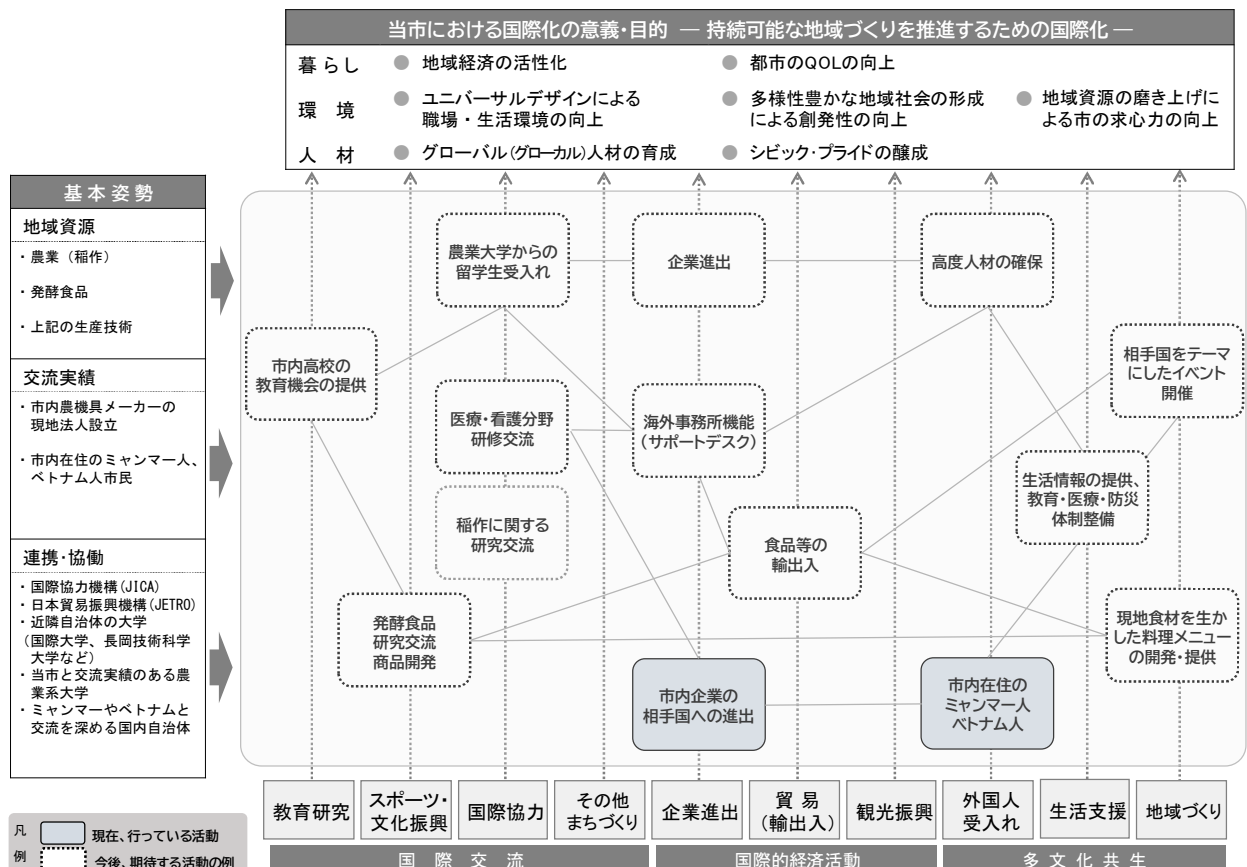 当市における国際化の意義・目的 ― 持続可能な地域づくりを推進するための国際化 ―
暮らし
● 地域経済の活性化
● 都市のQOLの向上
環 境
● ユニバーサルデザインによる
職場・生活環境の向上
● 多様性豊かな地域社会の形成
による創発性の向上
● 地域資源の磨き上げに
よる市の求心力の向上
人 材
● グローバル(グローカル)人材の育成
● シビック・プライドの醸成
基本姿勢
地域資源
・農業(稲作)
・発酵食品
・上記の生産技術
交流実績
・市内農機具メーカーの
現地法人設立
・市内在住のミャンマー人、
ベトナム人市民
連携・協働
・国際協力機構(JICA)
・日本貿易振興機構(JETRO)
・近隣自治体の大学
(国際大学、長岡技術科学
大学など)
・当市と交流実績のある農
業系大学
・ミャンマーやベトナムと
交流を深める国内自治体
農業大学からの
留学生受入れ
企業進出
高度人材の確保
市内高校の
教育機会の提供
相手国をテーマ
にしたイベント
開催
医療・看護分野
研修交流
海外事務所機能
(サポートデスク)
生活情報の提供、
教育・医療・防災
体制整備
稲作に関する
研究交流
食品等の
輸出入
発酵食品
研究交流
商品開発
現地食材を生か
した料理メニュー
の開発・提供
市内企業の
相手国への進出
市内在住の
ミャンマー人
ベトナム人
教育研究
スポーツ・
文化振興
国際協力
その他
まちづくり
企業進出
貿 易
(輸出入)
観光振興
外国人
受入れ
生活支援
地域づくり
国 際 交 流
国際的経済活動
多 文 化 共 生
凡
例
現在、行っている活動
今後、期待する活動の例